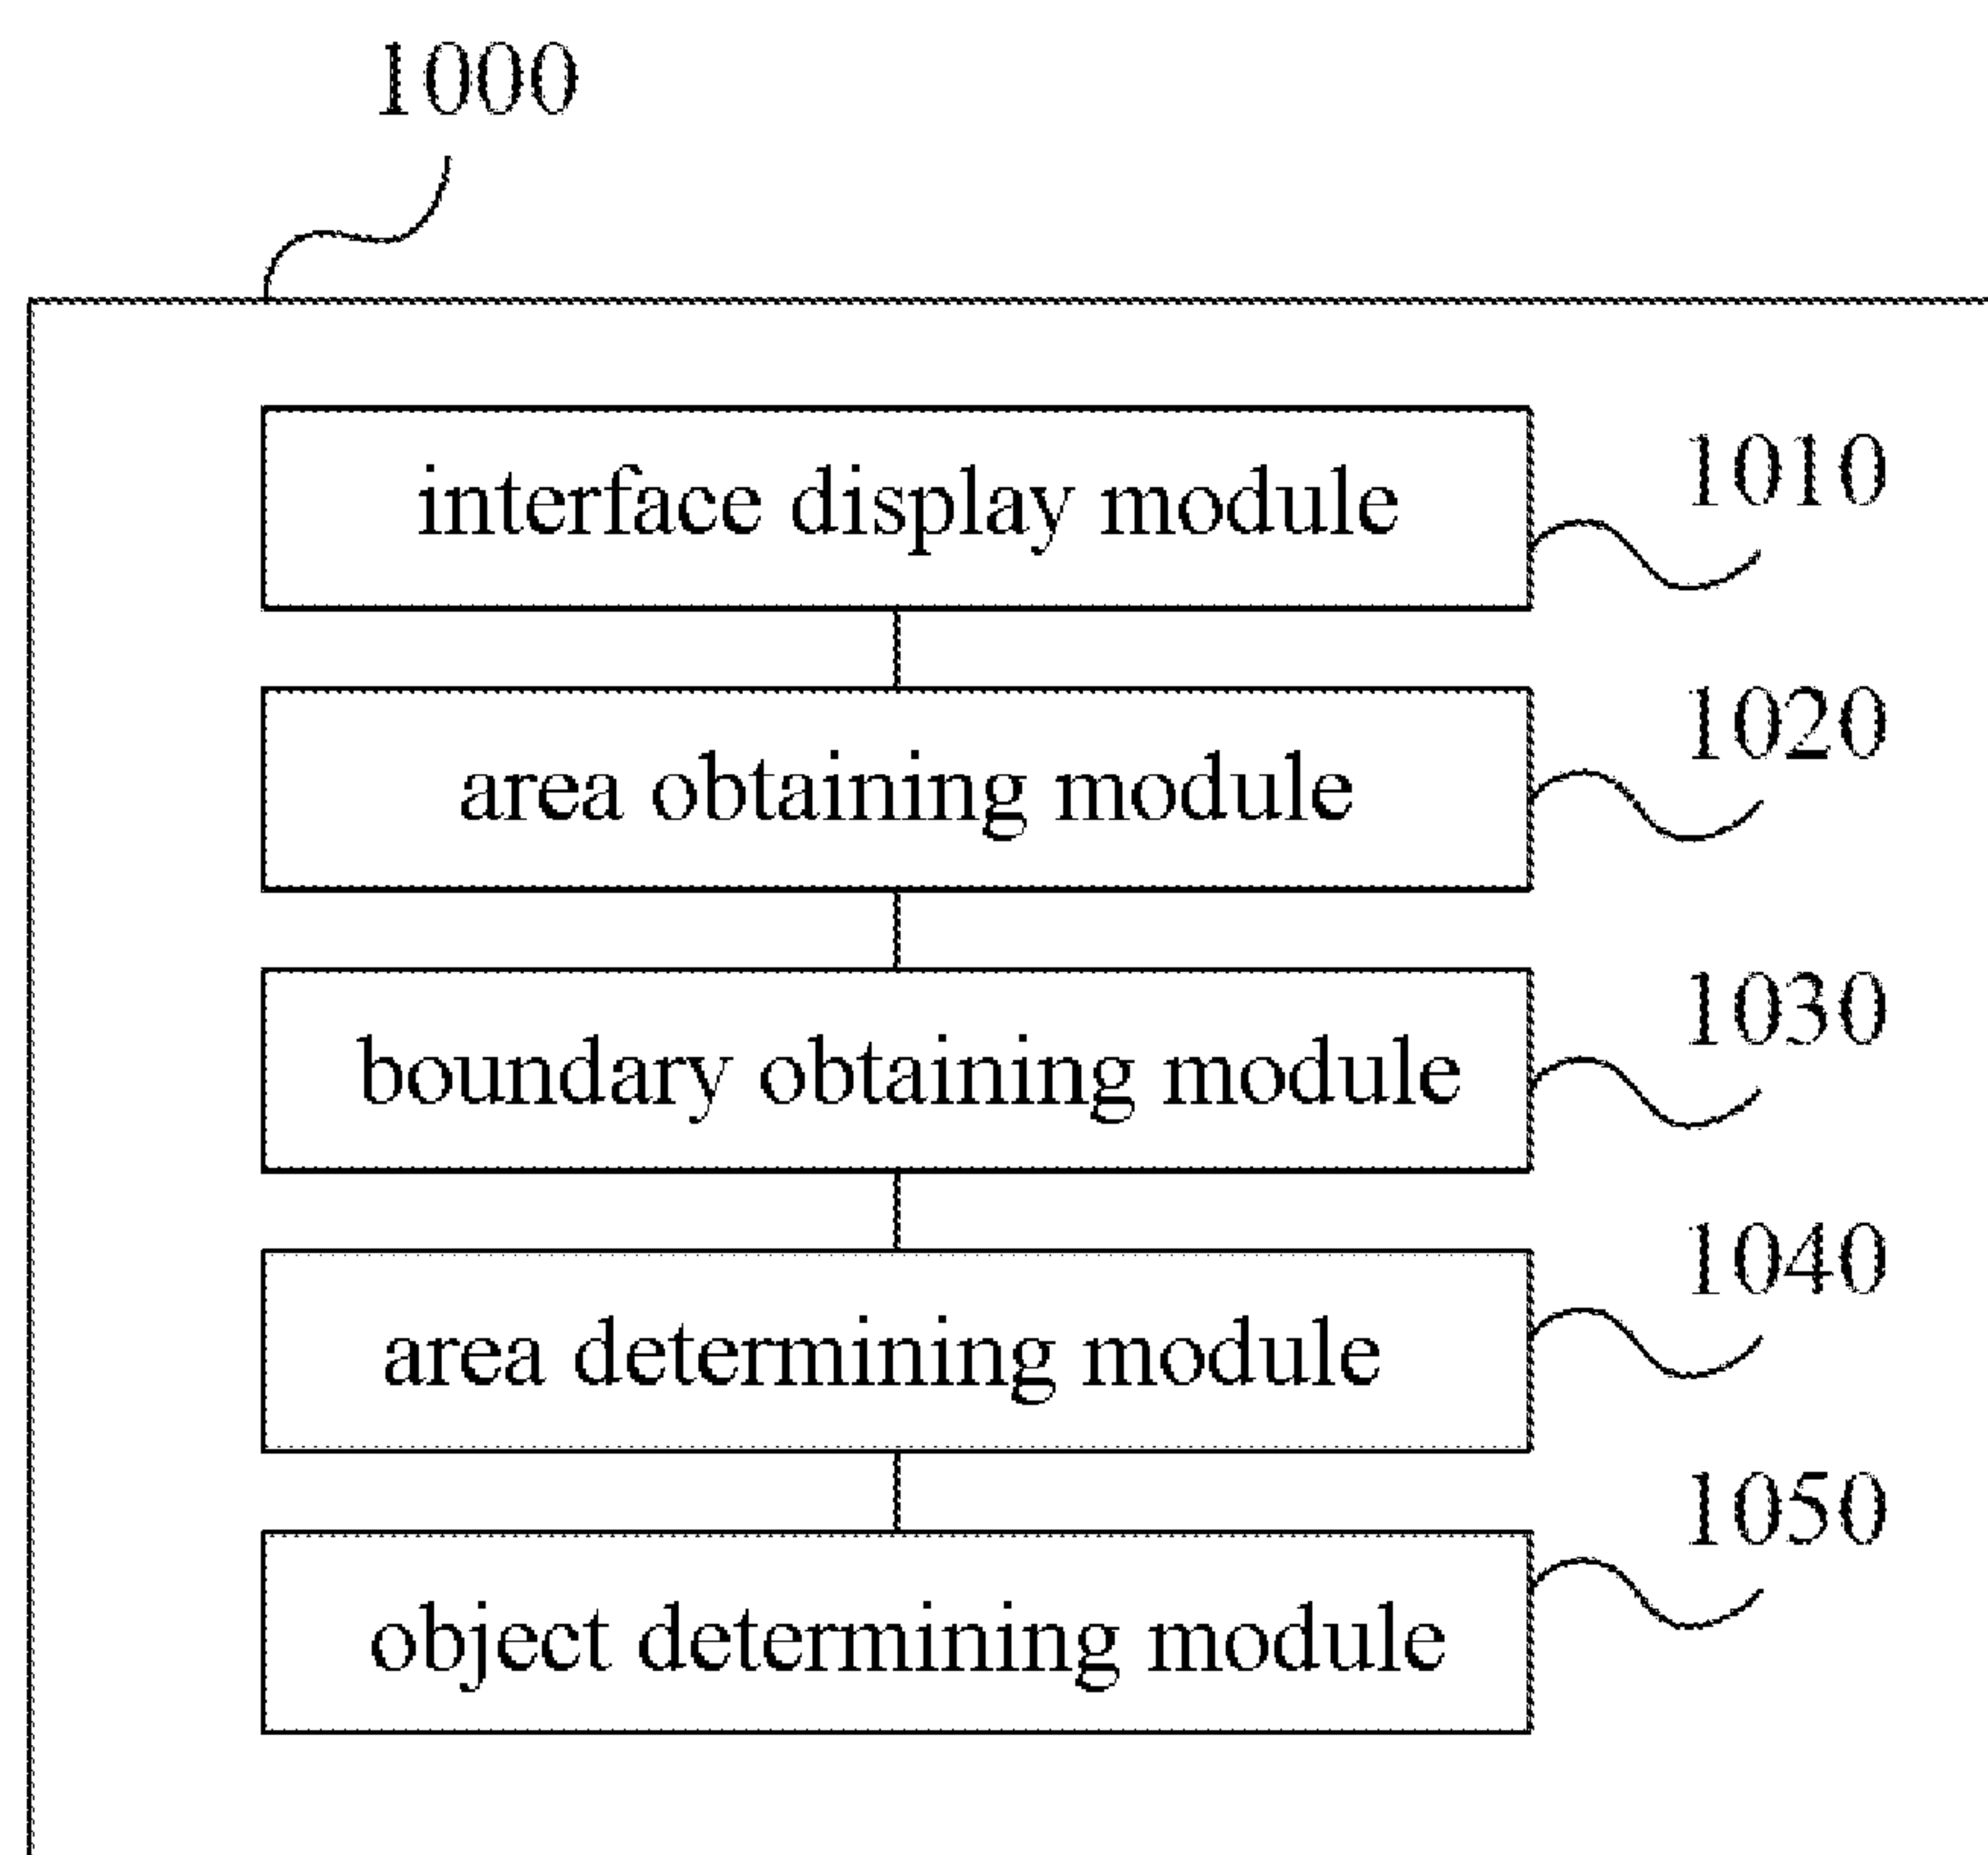 1000
interface display module
1010
area obtaining module
1020
boundary obtaining module
1030
area determining module
1040
object determining module
1050